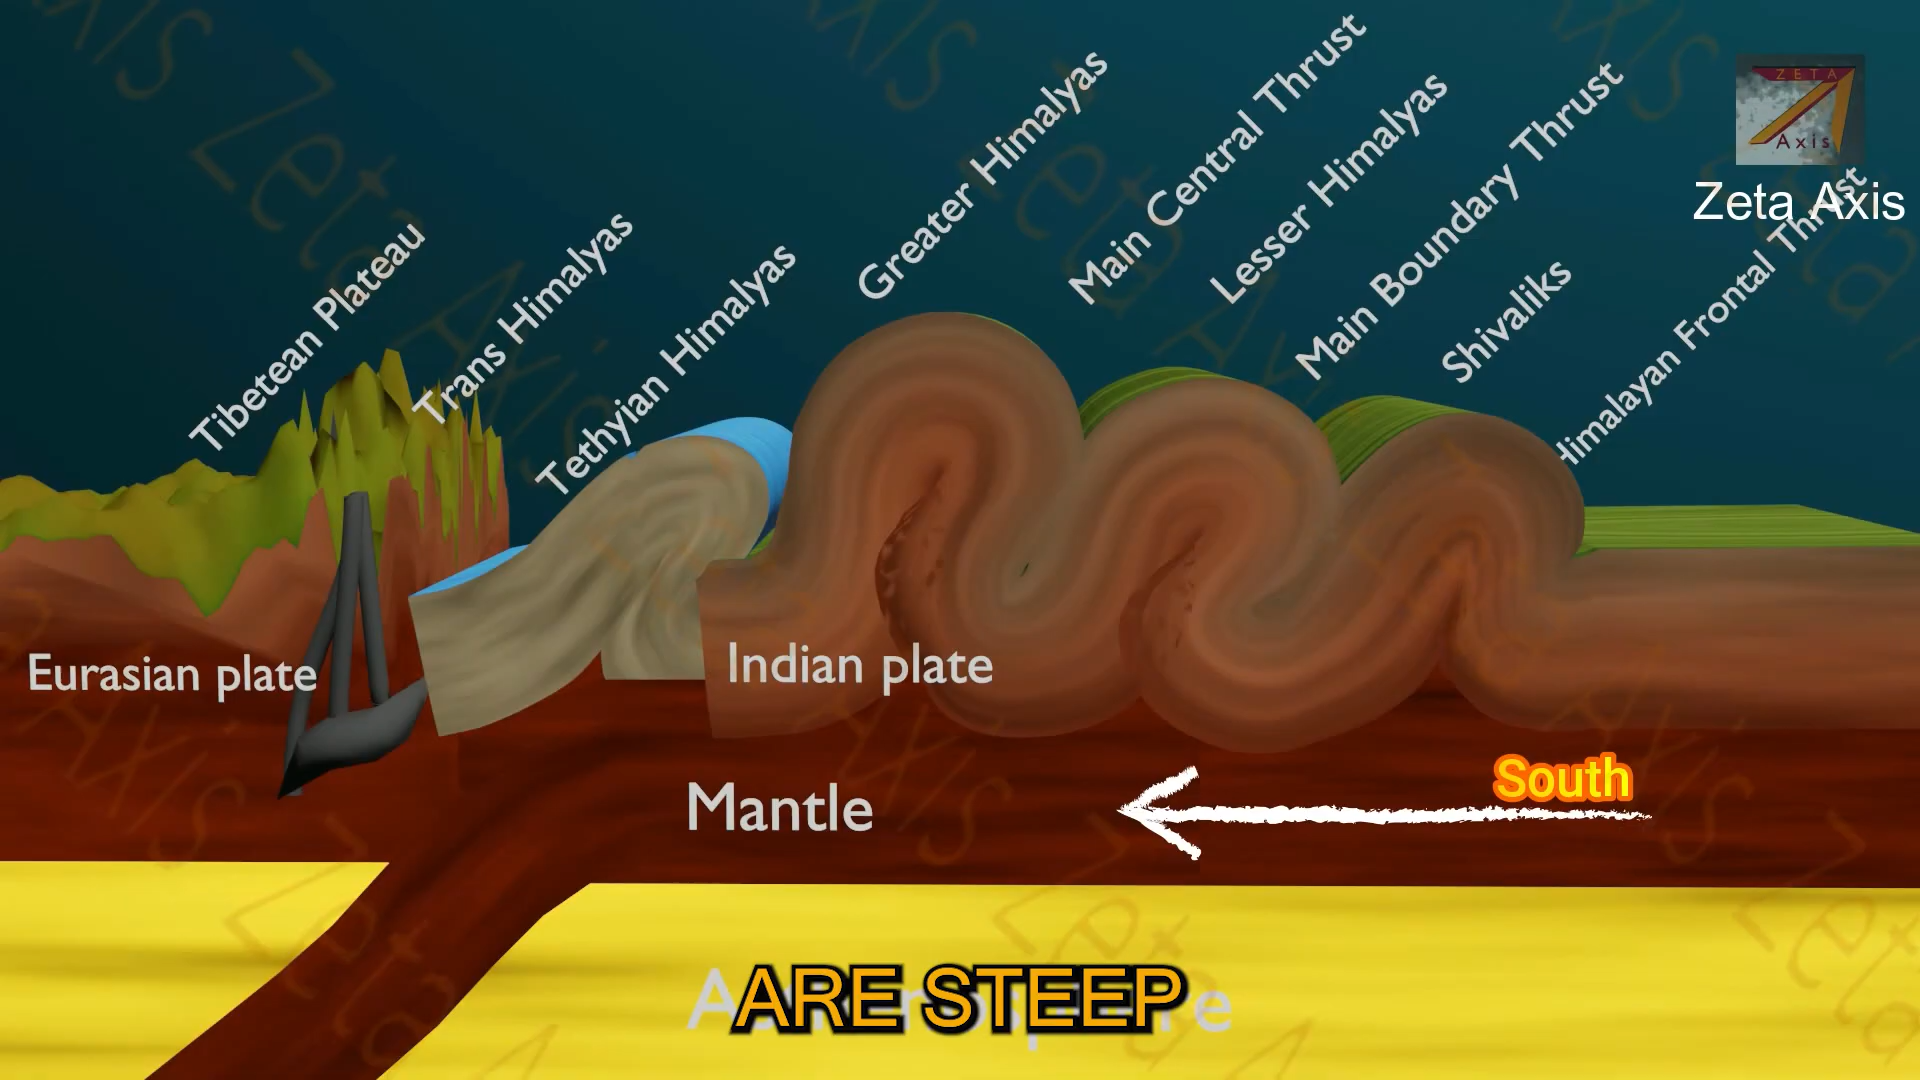 ZETA
Axis
Zeta Axis
Tibetean Plateau
Trans Himalyas
Tethyian Himalyas
Greater Himalyas
Main Central Thrust
Lesser Himalyas
Main Boundary Thrust
Shivaliks
Himalayan Frontal Thrust
Eurasian plate
Indian plate
South
Mantle
ARE STEEP